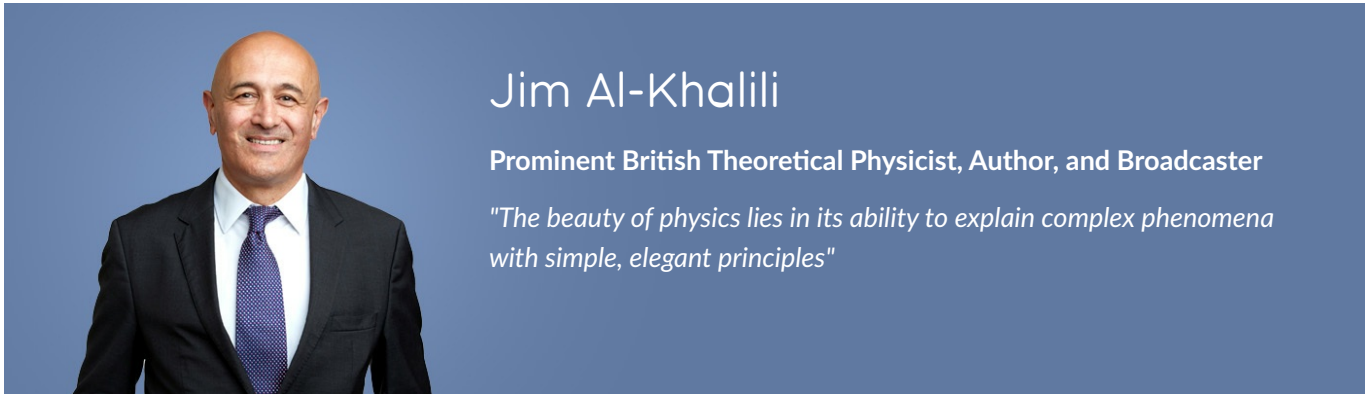 Jim Al-Khalili
Prominent British Theoretical Physicist, Author, and Broadcaster
"The beauty of physics lies in its ability to explain complex phenomena
with simple, elegant principles"